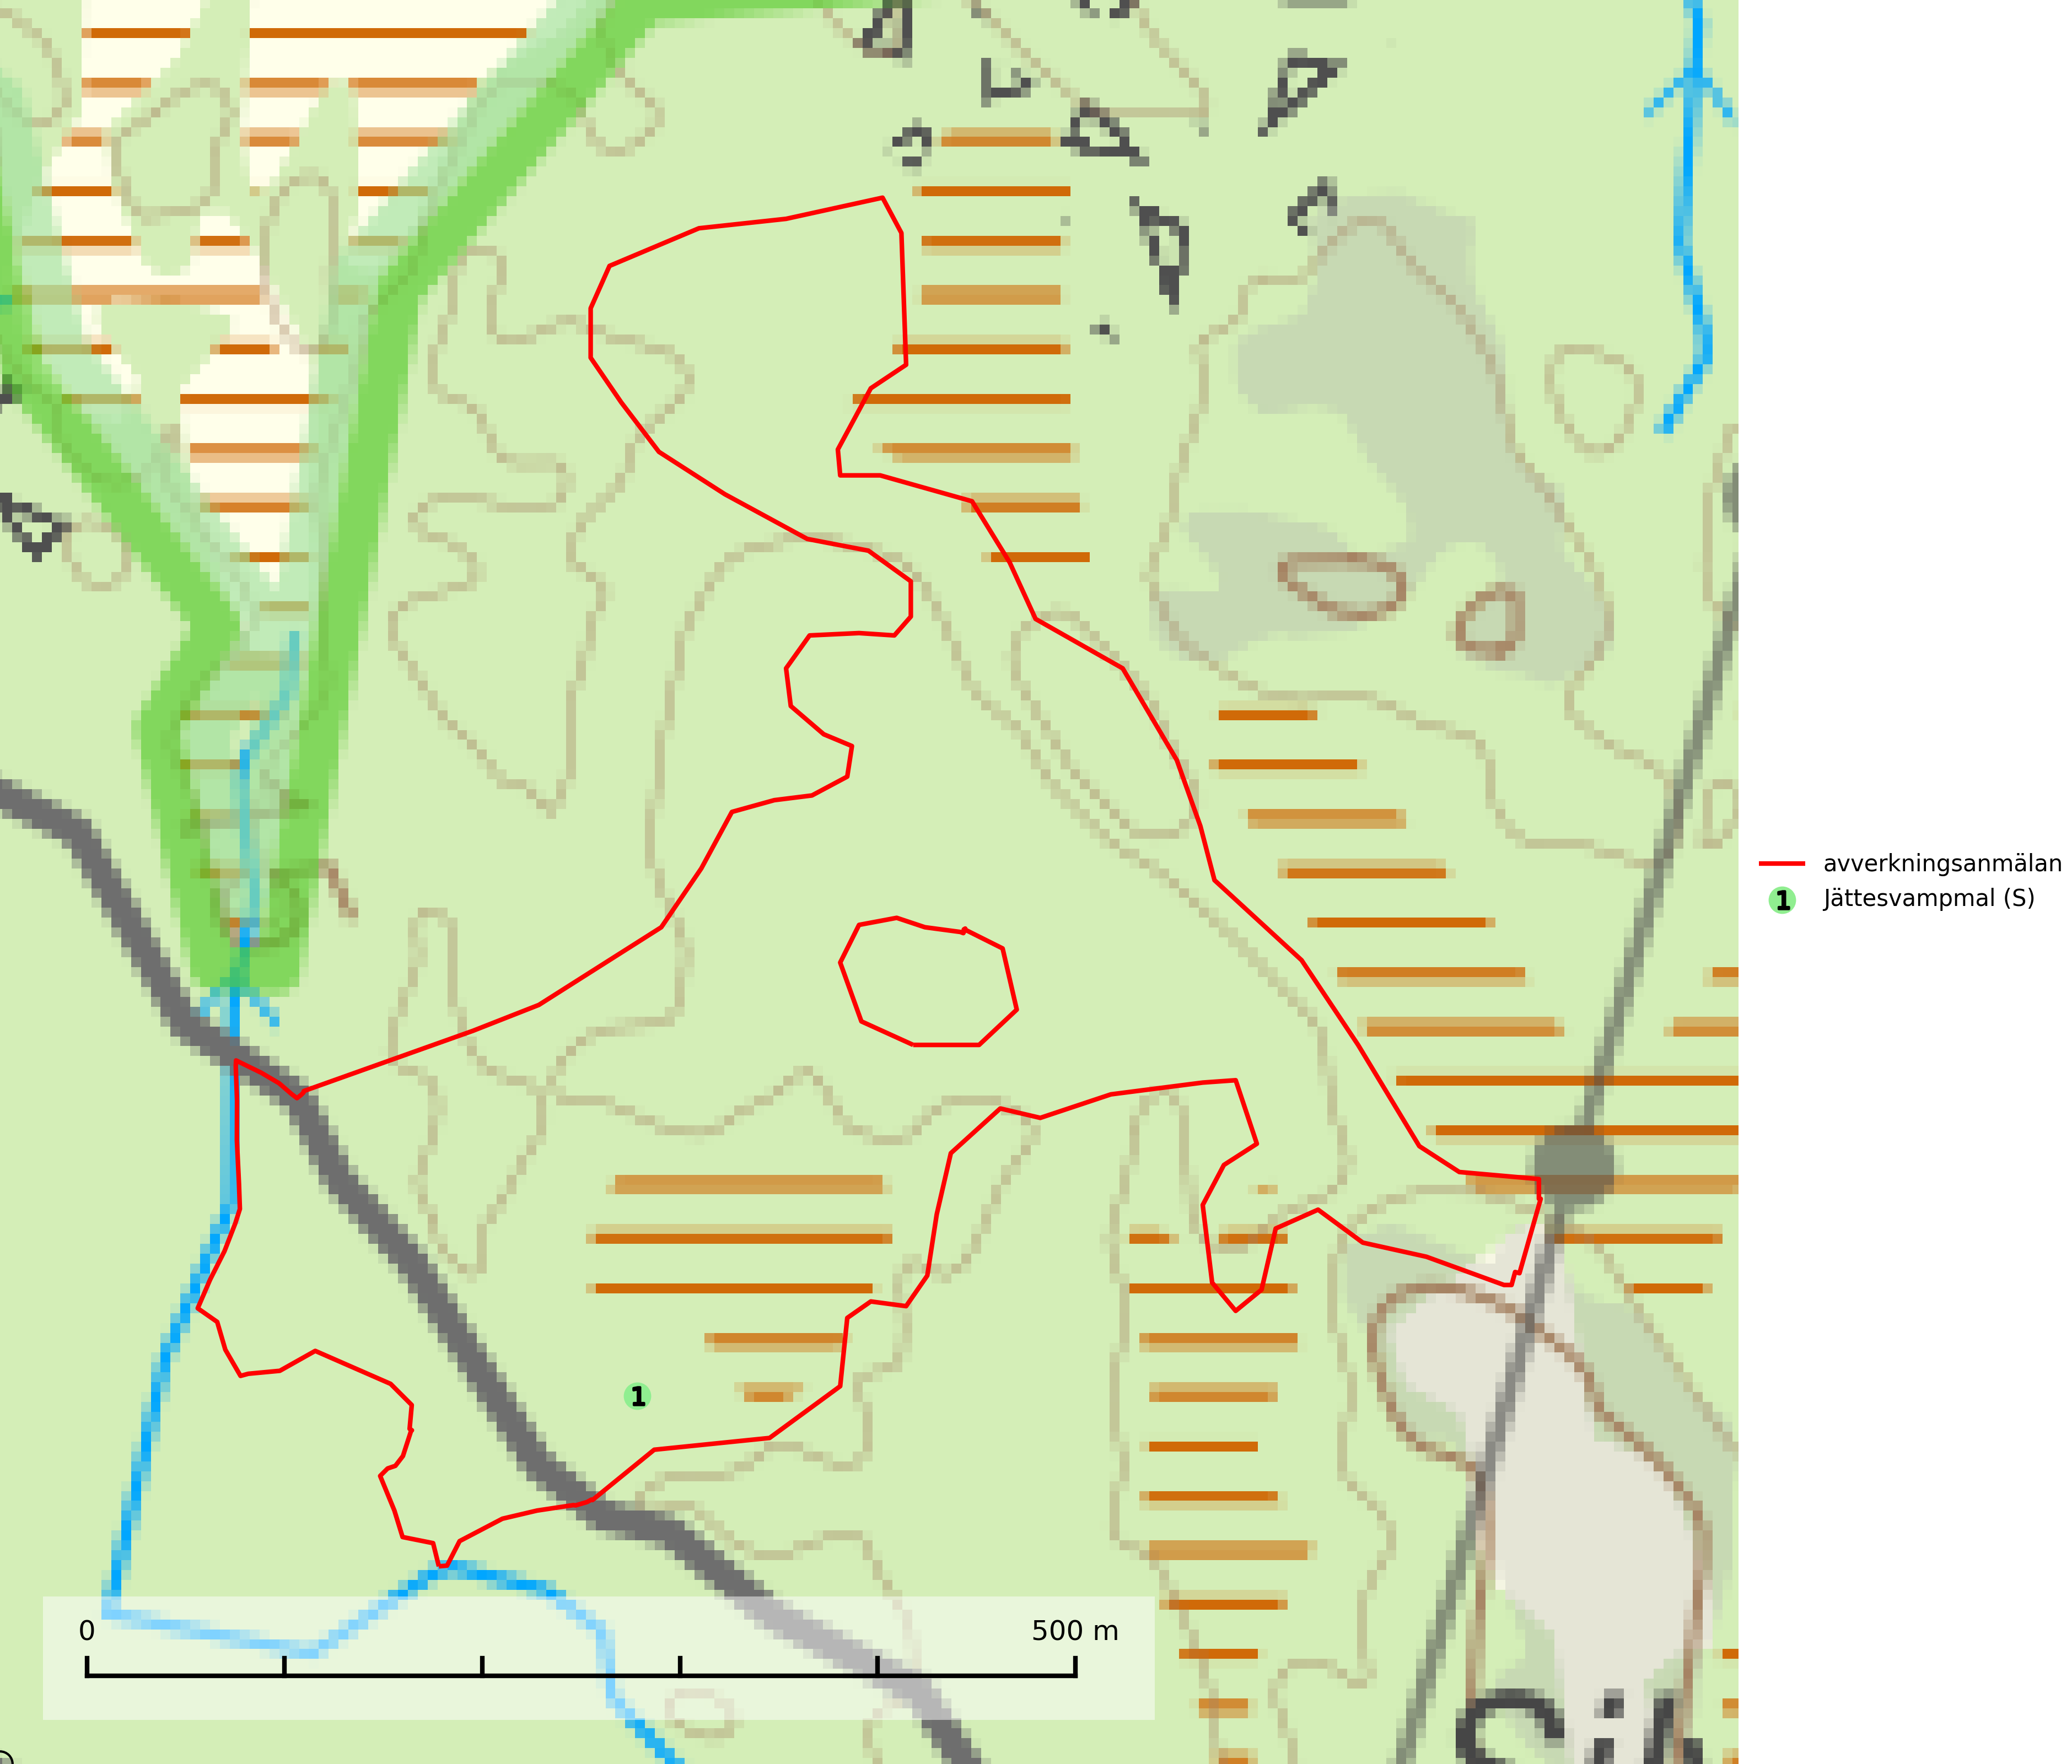 avverkningsanmälan
1 Jättesvampmal (S)
1
0 500 m